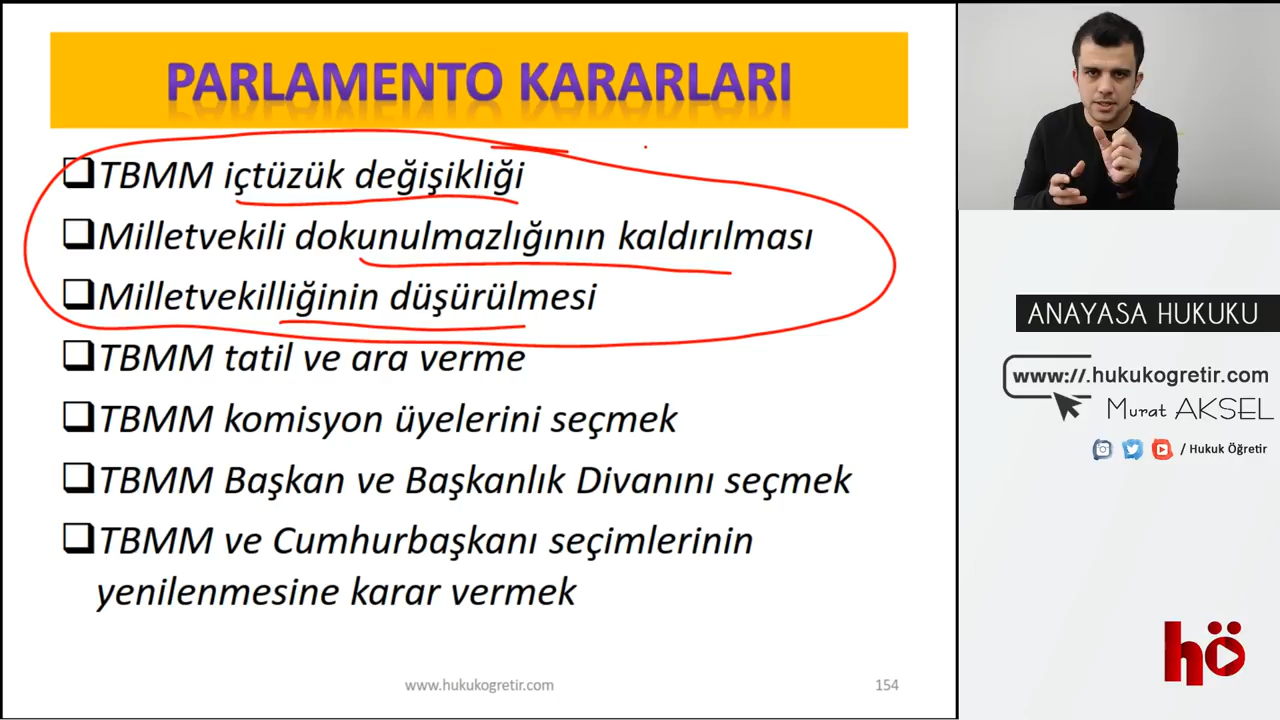 PARLAMENTO KARARLARI
TBMM içtüzük değişikliği
Milletvekili dokunulmazlığının kaldırılması
Milletvekilliğinin düşürülmesi
TBMM tatil ve ara verme
TBMM komisyon üyelerini seçmek
TBMM Başkan ve Başkanlık Divanını seçmek
TBMM ve Cumhurbaşkanı seçimlerinin
yenilenmesine karar vermek
www.hukukogretir.com
154
ANAYASA HUKUKU
www://.hukukogretir.com
Murat AKSEL
/ Hukuk Öğretir
hö